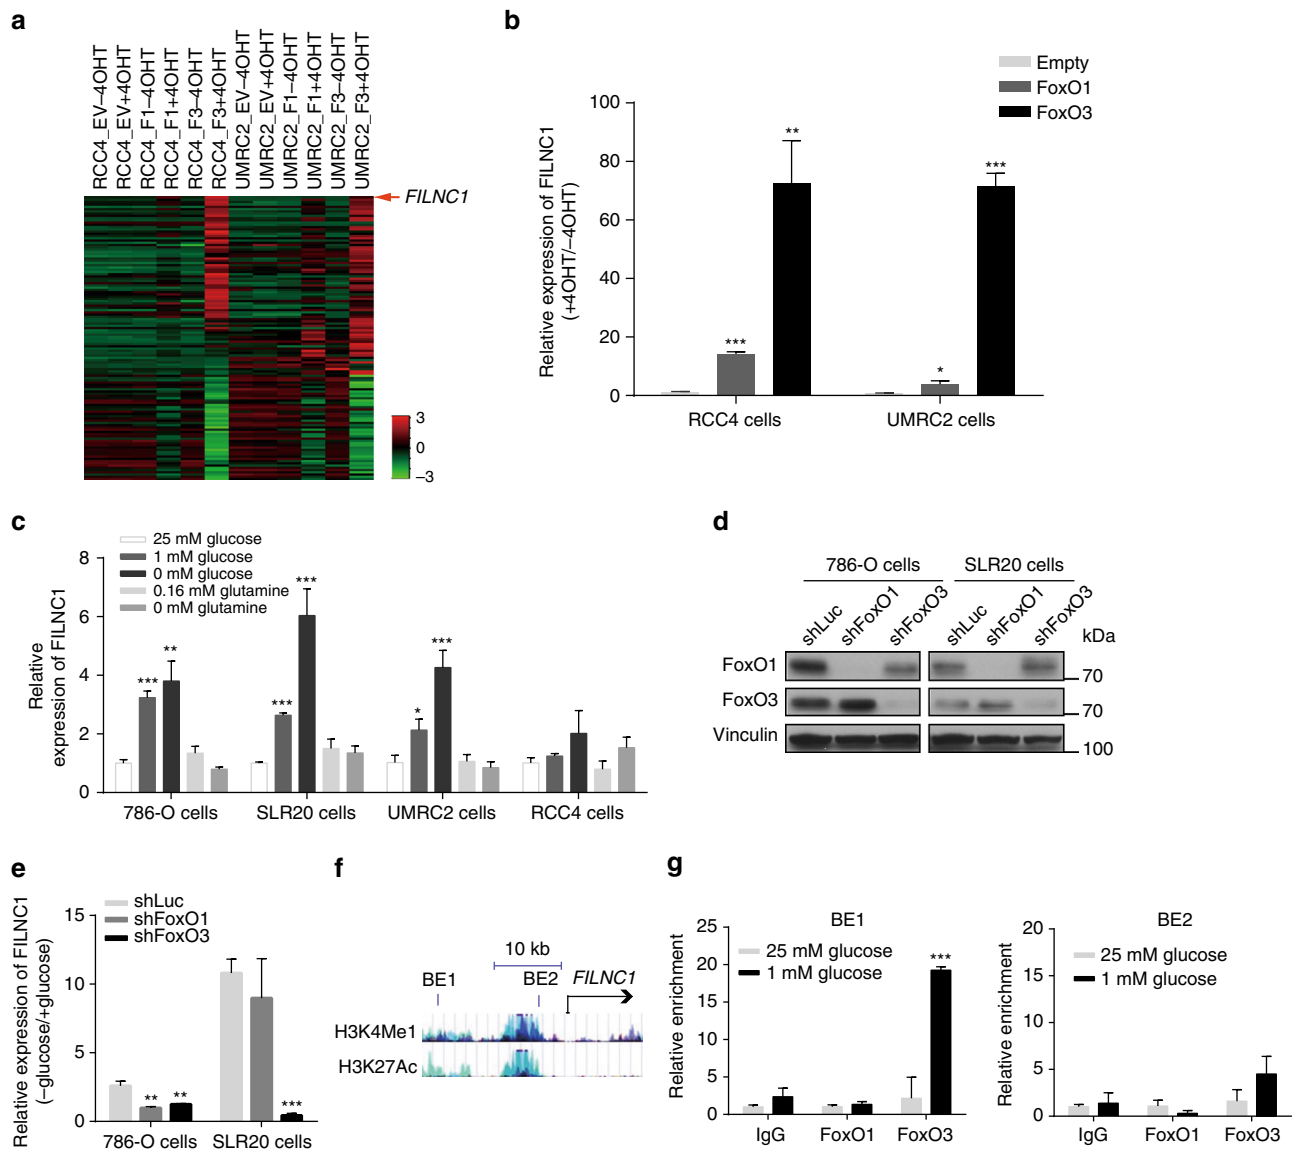 a
RCC4_EV–4OHT
RCC4_EV+4OHT
RCC4_F1–4OHT
RCC4_F1+4OHT
RCC4_F3–4OHT
RCC4_F3+4OHT
UMRC2_EV–4OHT
UMRC2_EV+4OHT
UMRC2_F1–4OHT
UMRC2_F1+4OHT
UMRC2_F3–4OHT
UMRC2_F3+4OHT
FILNC1
3
0
–3
b
Empty
FoxO1
FoxO3
Relative expression of FILNC1
(+4OHT/–4OHT)
100
80
60
40
20
0
***
**
*
***
RCC4 cells
UMRC2 cells
c
25 mM glucose
1 mM glucose
0 mM glucose
0.16 mM glutamine
0 mM glutamine
Relative
expression of FILNC1
8
6
4
2
0
***
**
***
***
*
***
786-O cells
SLR20 cells
UMRC2 cells
RCC4 cells
d
786-O cells
SLR20 cells
shLuc
shFoxO1
shFoxO3
shLuc
shFoxO1
shFoxO3
kDa
FoxO1
70
FoxO3
70
Vinculin
100
e
shLuc
shFoxO1
shFoxO3
Relative expression of FILNC1
(–glucose/+glucose)
15
10
5
0
**
**
***
786-O cells
SLR20 cells
f
10 kb
BE1
BE2
FILNC1
H3K4Me1
H3K27Ac
g
BE1
25 mM glucose
1 mM glucose
Relative enrichment
25
20
15
10
5
0
***
IgG
FoxO1
FoxO3
BE2
25 mM glucose
1 mM glucose
Relative enrichment
20
15
10
5
0
IgG
FoxO1
FoxO3